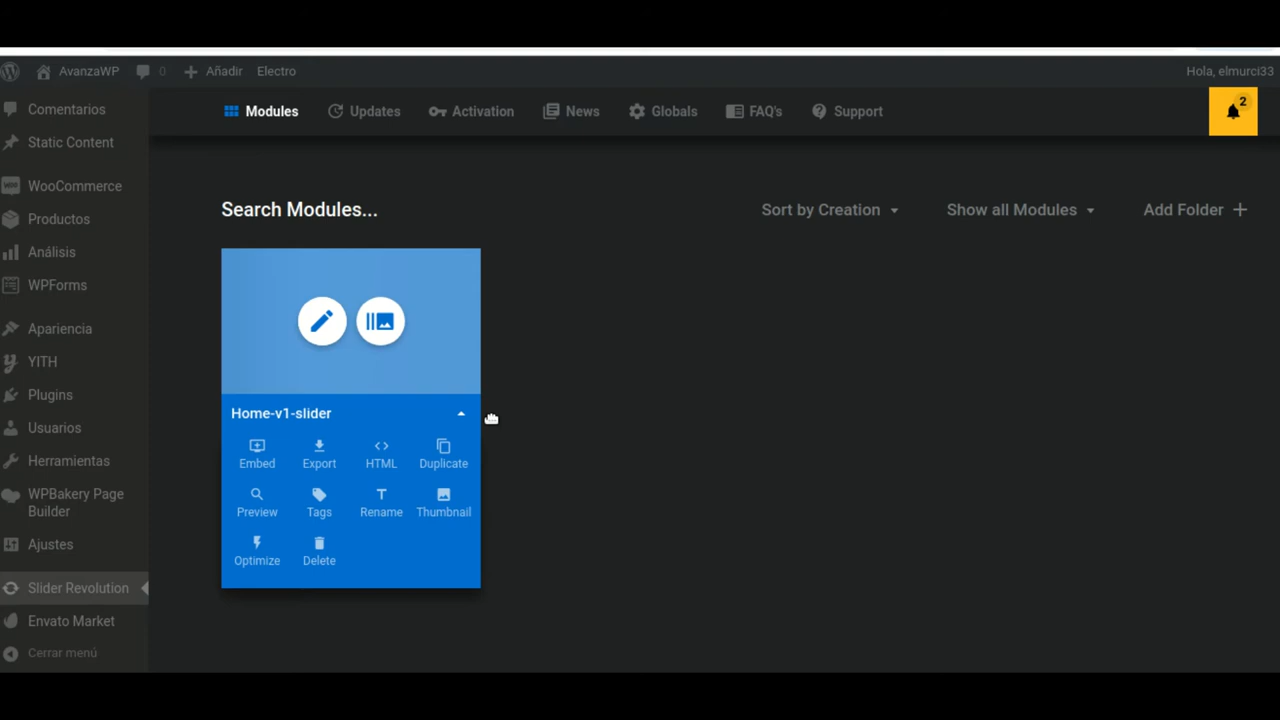 AvanzaWP 0 Añadir Electro Hola, elmurci33
Comentarios
Static Content
WooCommerce
Productos
Análisis
WPForms
Apariencia
YITH
Plugins
Usuarios
Herramientas
WPBakery Page
Builder
Ajustes
Slider Revolution
Envato Market
Cerrar menú
Modules Updates Activation News Globals FAQ's Support 2
Search Modules... Sort by Creation Show all Modules Add Folder
Home-v1-slider
Embed Export HTML Duplicate
Preview Tags Rename Thumbnail
Optimize Delete